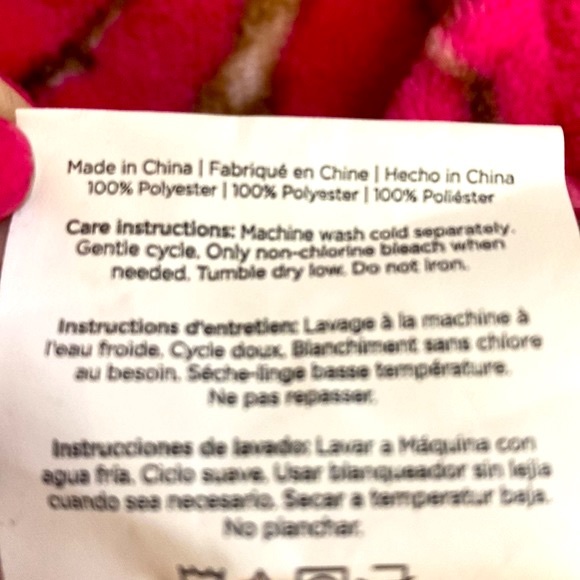 Made in China | Fabriqué en Chine | Hecho in China
100% Polyester | 100% Polyester | 100% Poliéster
Care instructions: Machine wash cold separately.
Gentle cycle. Only non-chlorine bleach when
needed. Tumble dry low. Do not iron.
Instructions d'entretien: Lavage à la machine à
l'eau froide. Cycle doux. Blanchiment sans chlore
au besoin. Séche-linge basse température.
Ne pas repasser.
Instrucciones de lavado: Lavar a Máquina con
agua fría. Ciclo suave. Usar blanqueador sin lejía
cuando sea necesario. Secar a temperatur baja.
No planchar.